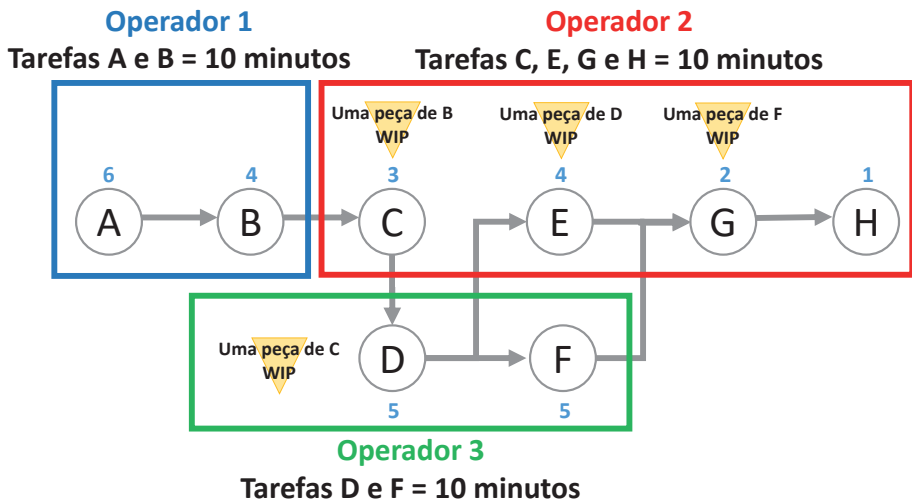 Operador 1
Tarefas A e B = 10 minutos
Operador 2
Tarefas C, E, G e H = 10 minutos
Uma peça de B
WIP
Uma peça de D
WIP
Uma peça de F
WIP
6
4
3
4
2
1
A
B
C
E
G
H
Uma peça de C
WIP
D
F
5
5
Operador 3
Tarefas D e F = 10 minutos